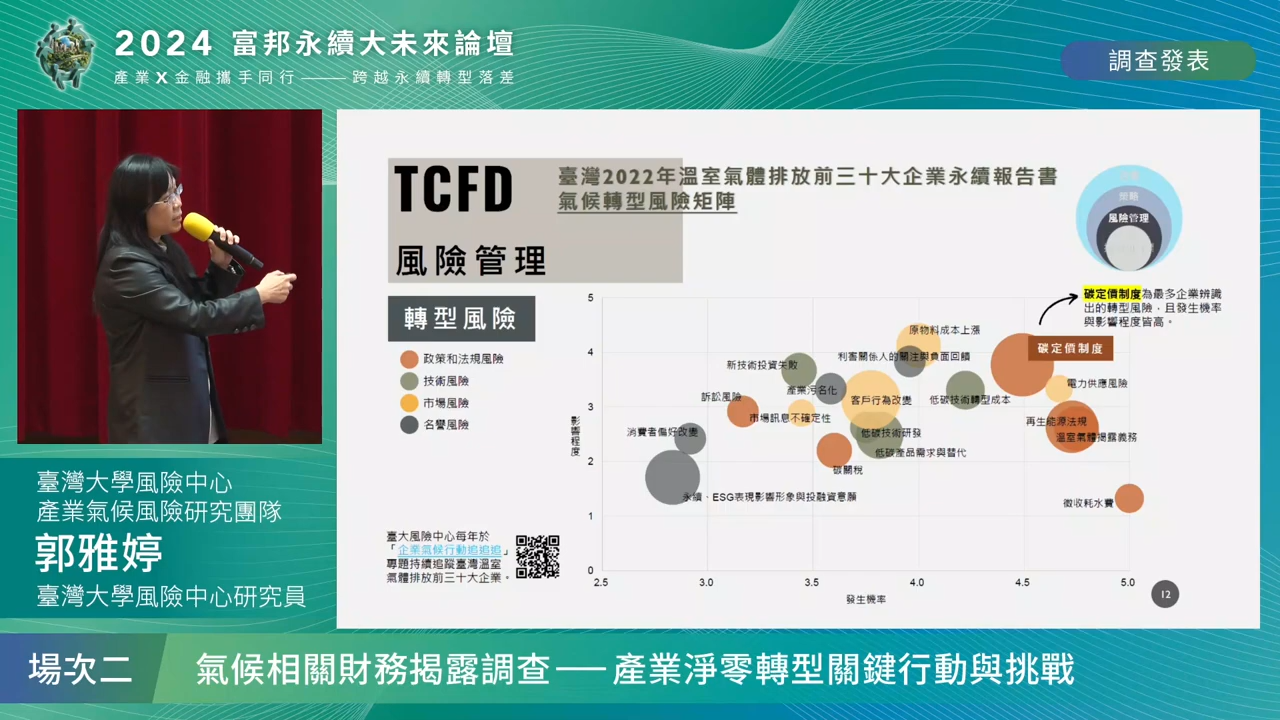 2024 富邦永續大未來論壇
產業X金融攜手同行——跨越永續轉型落差
調查發表
TCFD
風險管理
臺灣2022年溫室氣體排放前三十大企業永續報告書
氣候轉型風險矩陣
策略
風險管理
轉型風險
政策和法規風險
技術風險
市場風險
名譽風險
碳定價制度為最多企業辨識
出的轉型風險，且發生機率
與影響程度皆高。
碳定價制度
原物料成本上漲
利害關係人的關注與負面回饋
新技術投資失敗
產業污名化
客戶行為改變
電力供應風險
低碳技術轉型成本
訴訟風險
市場訊息不確定性
再生能源法規
溫室氣體揭露義務
消費者偏好改變
低碳技術研發
低碳產品需求與替代
碳關稅
永續、ESG表現影響形象與投融資意願
徵收耗水費
影響程度
5
4
3
2
1
0
2.5
3.0
3.5
4.0
4.5
5.0
發生機率
臺大風險中心每年於
「企業氣候行動追追追」
專題持續追蹤臺灣溫室
氣體排放前三十大企業。
12
臺灣大學風險中心
產業氣候風險研究團隊
郭雅婷
臺灣大學風險中心研究員
場次二
氣候相關財務揭露調查——產業淨零轉型關鍵行動與挑戰